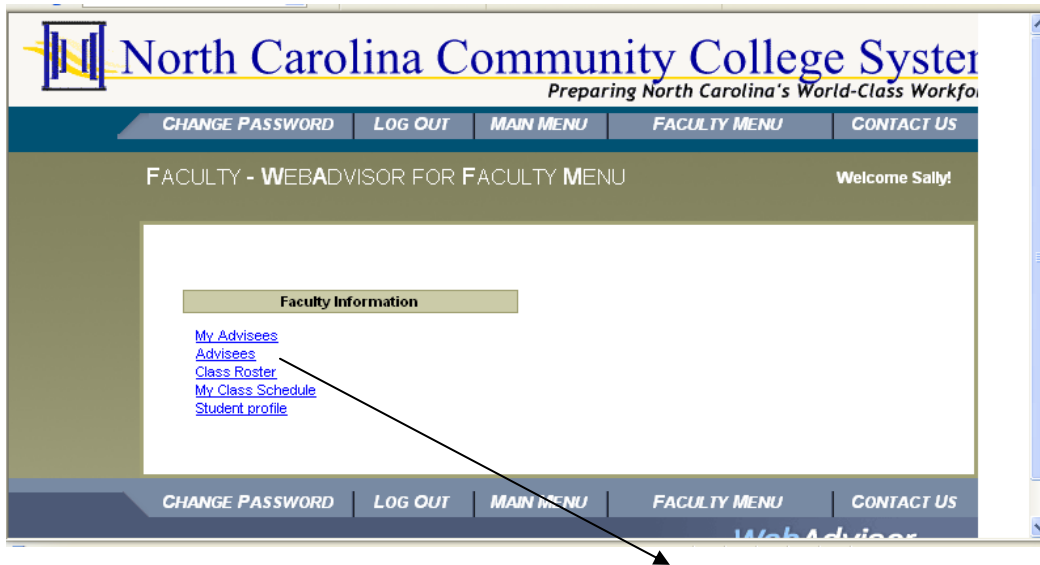 North Carolina Community College Syste
Preparing North Carolina's World-Class Workfo
CHANGE PASSWORD LOG OUT MAIN MENU FACULTY MENU CONTACT US
FACULTY - WEBADVISOR FOR FACULTY MENU Welcome Sally!
Faculty Information
My Advisees
Advisees
Class Roster
My Class Schedule
Student profile
CHANGE PASSWORD LOG OUT MAIN MENU FACULTY MENU CONTACT US
WebAdvisor